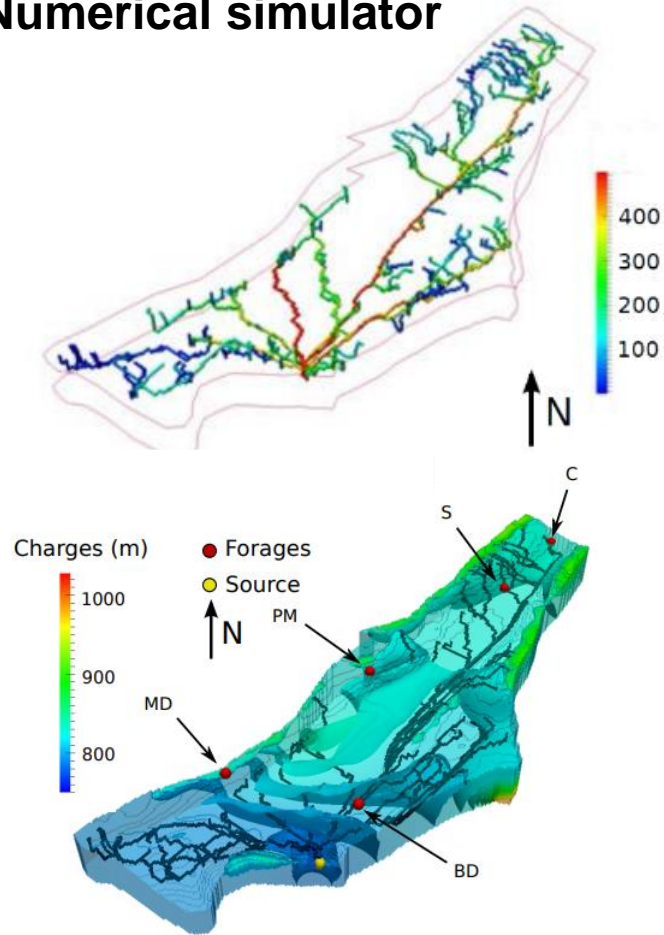 Numerical simulator
400
300
200
100
N
C
S
Charges (m)
Forages
1000
Source
N
PM
900
MD
800
BD